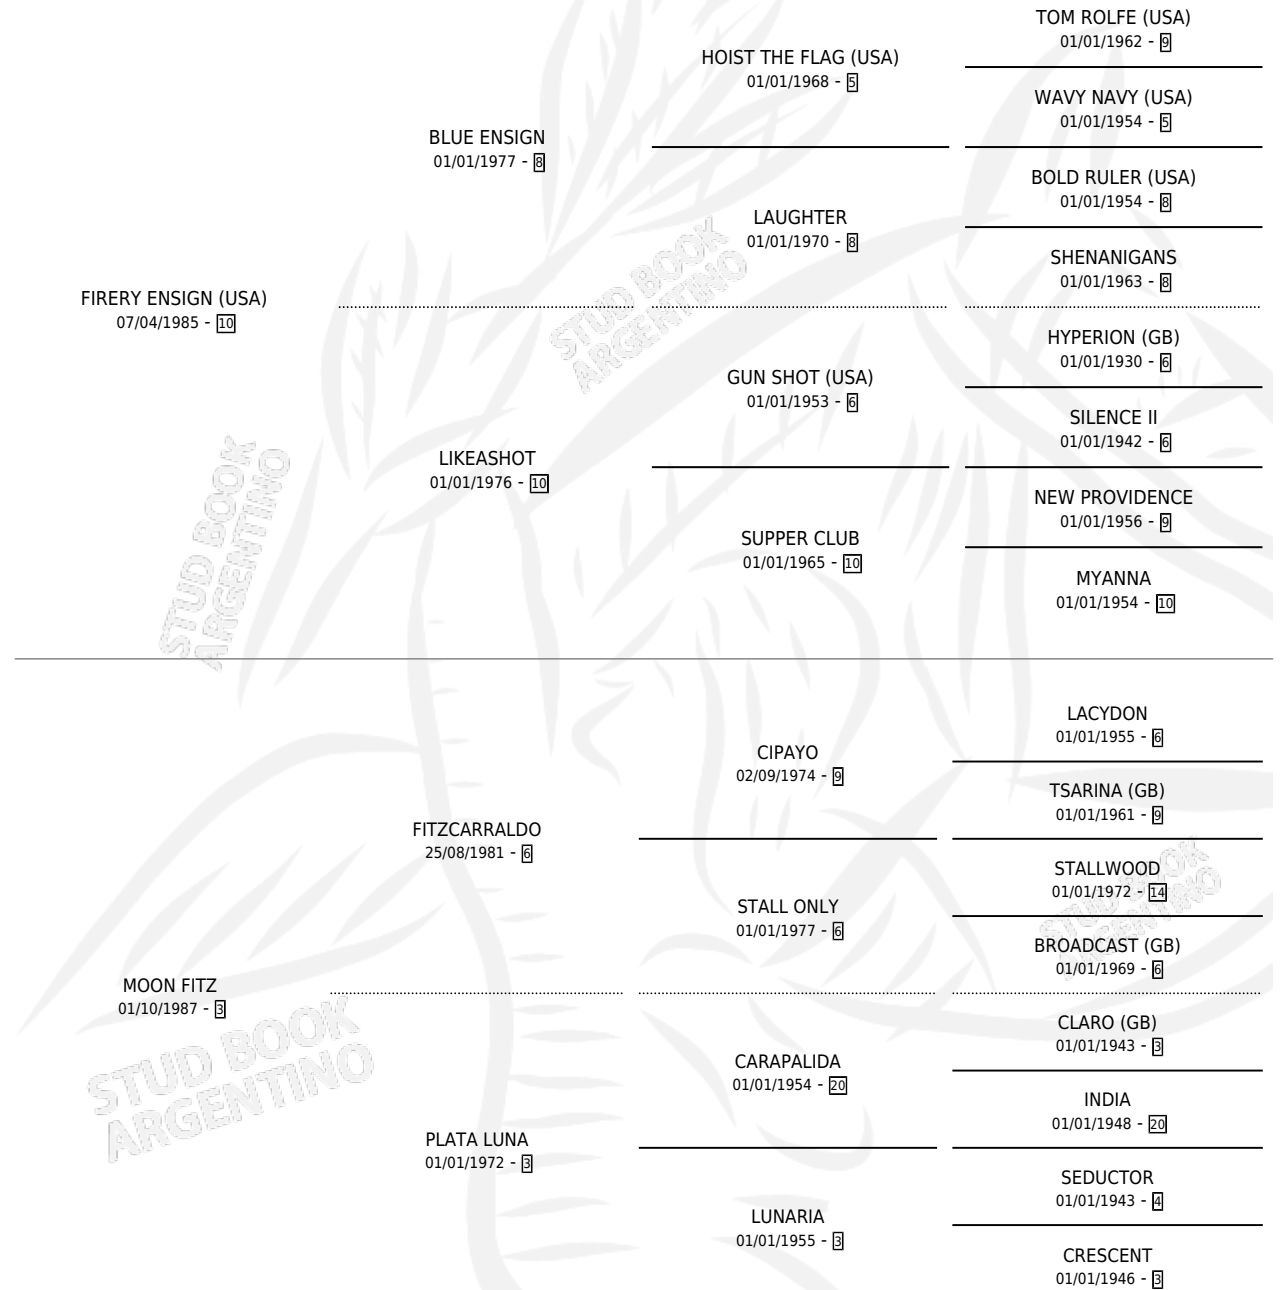 TOM ROLFE (USA)
01/01/1962 - 9
HOIST THE FLAG (USA)
01/01/1968 - 5
WAVY NAVY (USA)
01/01/1954 - 5
BLUE ENSIGN
01/01/1977 - 8
BOLD RULER (USA)
01/01/1954 - 8
LAUGHTER
01/01/1970 - 8
SHENANIGANS
01/01/1963 - 8
FIRERY ENSIGN (USA)
07/04/1985 - 10
HYPERION (GB)
01/01/1930 - 6
GUN SHOT (USA)
01/01/1953 - 6
SILENCE II
01/01/1942 - 6
LIKEASHOT
01/01/1976 - 10
NEW PROVIDENCE
01/01/1956 - 9
SUPPER CLUB
01/01/1965 - 10
MYANNA
01/01/1954 - 10
LACYDON
01/01/1955 - 6
CIPAYO
02/09/1974 - 9
TSARINA (GB)
01/01/1961 - 9
FITZCARRALDO
25/08/1981 - 6
STALLWOOD
01/01/1972 - 14
STALL ONLY
01/01/1977 - 6
BROADCAST (GB)
01/01/1969 - 6
MOON FITZ
01/10/1987 - 3
CLARO (GB)
01/01/1943 - 3
CARAPALIDA
01/01/1954 - 20
INDIA
01/01/1948 - 20
PLATA LUNA
01/01/1972 - 3
SEDUCTOR
01/01/1943 - 4
LUNARIA
01/01/1955 - 3
CRESCENT
01/01/1946 - 3
STUD BOOK
ARGENTINO
STUD BOOK
ARGENTINO
STUD BOOK
ARGENTINO
STUD BOOK
ARGENTINO